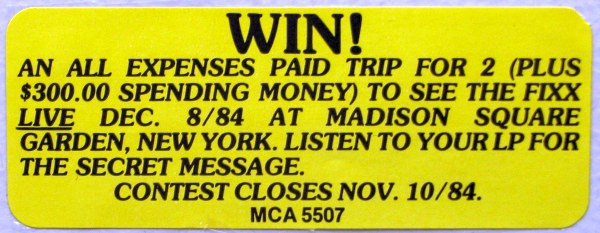 WIN!
AN ALL EXPENSES PAID TRIP FOR 2 (PLUS
$300.00 SPENDING MONEY) TO SEE THE FIXX
LIVE DEC. 8/84 AT MADISON SQUARE
GARDEN, NEW YORK. LISTEN TO YOUR LP FOR
THE SECRET MESSAGE.
CONTEST CLOSES NOV. 10/84.
MCA 5507